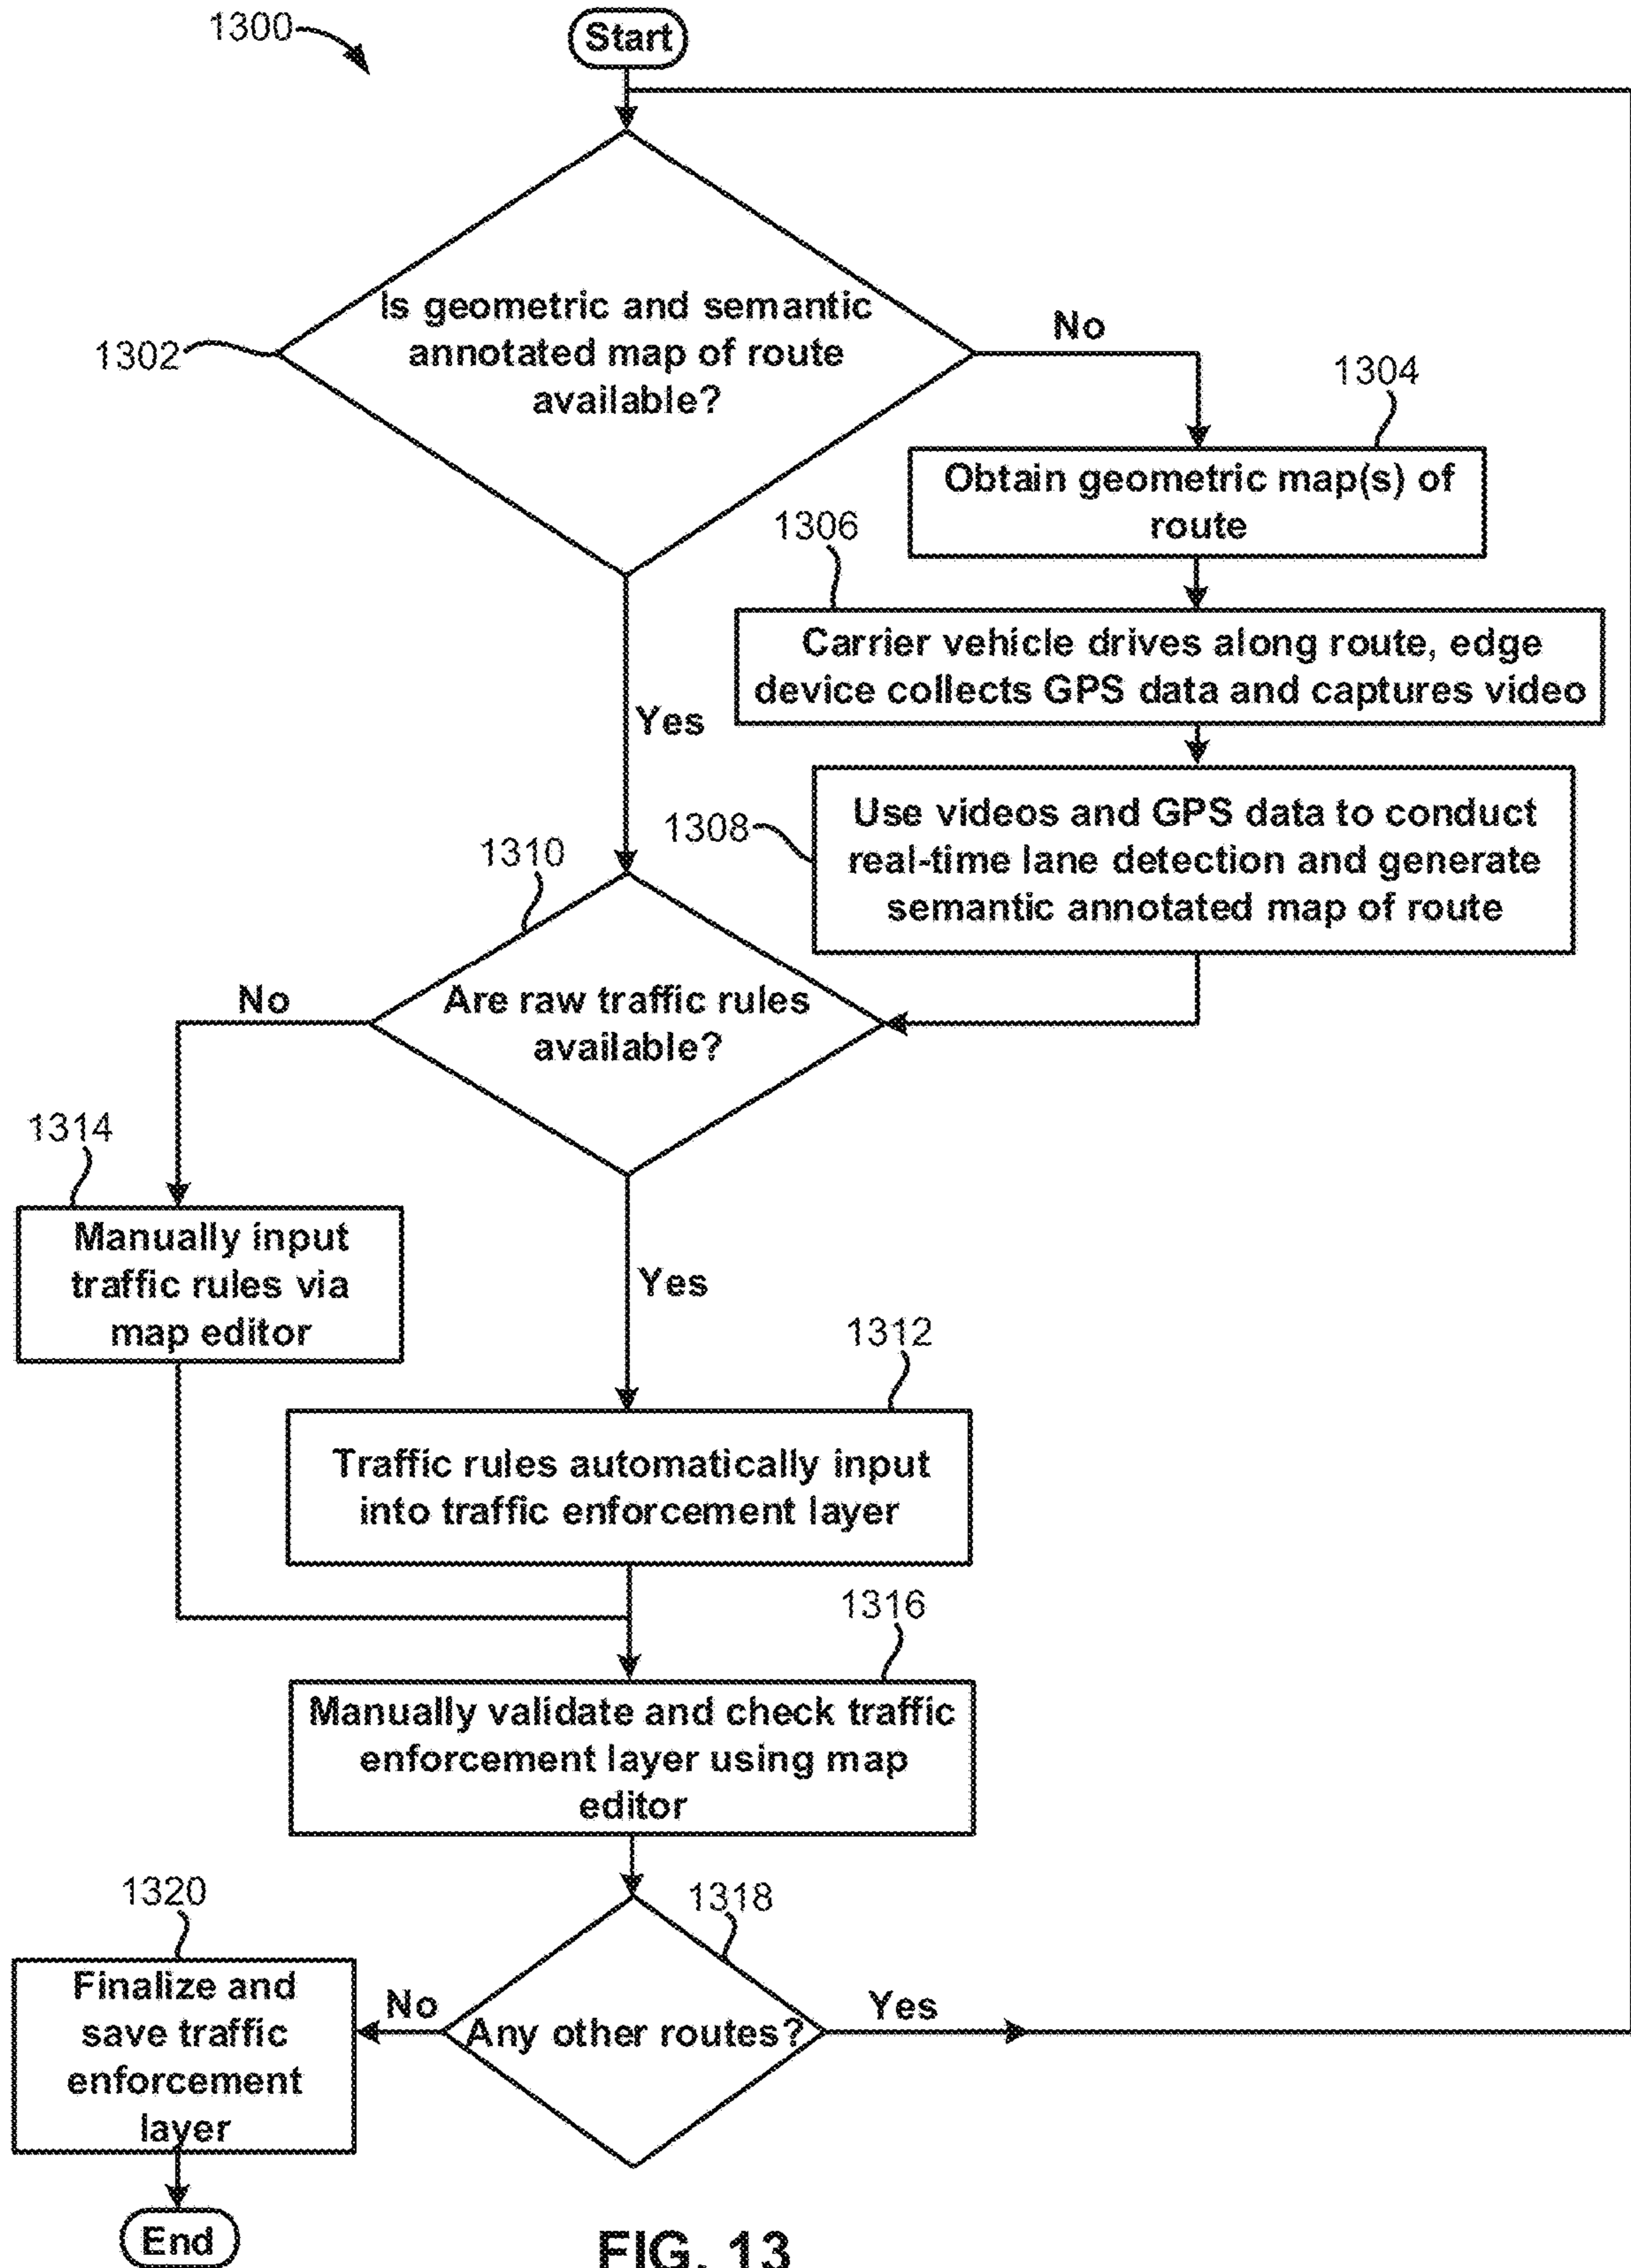 1300
Start
Is geometric and semantic
annotated map of route
available?
1302
No
1304
Obtain geometric map(s) of
route
1306
Carrier vehicle drives along route, edge
device collects GPS data and captures video
Yes
1308
Use videos and GPS data to conduct
real-time lane detection and generate
semantic annotated map of route
1310
Are raw traffic rules
available?
No
1314
Manually input
traffic rules via
map editor
Yes
1312
Traffic rules automatically input
into traffic enforcement layer
1316
Manually validate and check traffic
enforcement layer using map
editor
1318
Any other routes?
Yes
No
1320
Finalize and
save traffic
enforcement
layer
End
FIG. 13